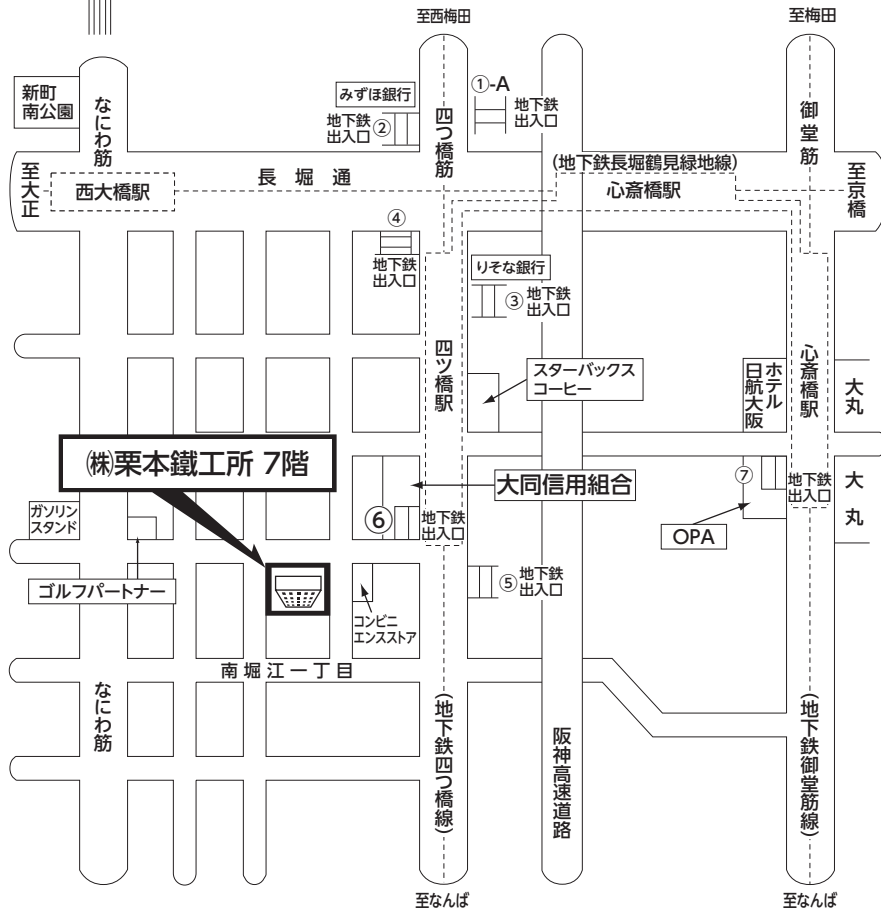 至西梅田
至梅田
新町
南公園
なにわ筋
みずほ銀行
地下鉄
出入口
②
四つ橋筋
①-A
地下鉄
出入口
御堂筋
至大正
西大橋駅
長堀通
(地下鉄長堀鶴見緑地線)
心斎橋駅
至京橋
④
地下鉄
出入口
りそな銀行
③
地下鉄
出入口
四ツ橋駅
スターバックス
コーヒー
ホテル
日航大阪
心斎橋駅
大丸
㈱栗本鐵工所 7階
大同信用組合
ガソリン
スタンド
⑥
地下鉄
出入口
⑦
地下鉄
出入口
大丸
OPA
ゴルフパートナー
コンビニ
エンスストア
⑤
地下鉄
出入口
南堀江一丁目
なにわ筋
(地下鉄四つ橋線)
阪神高速道路
(地下鉄御堂筋線)
至なんば
至なんば